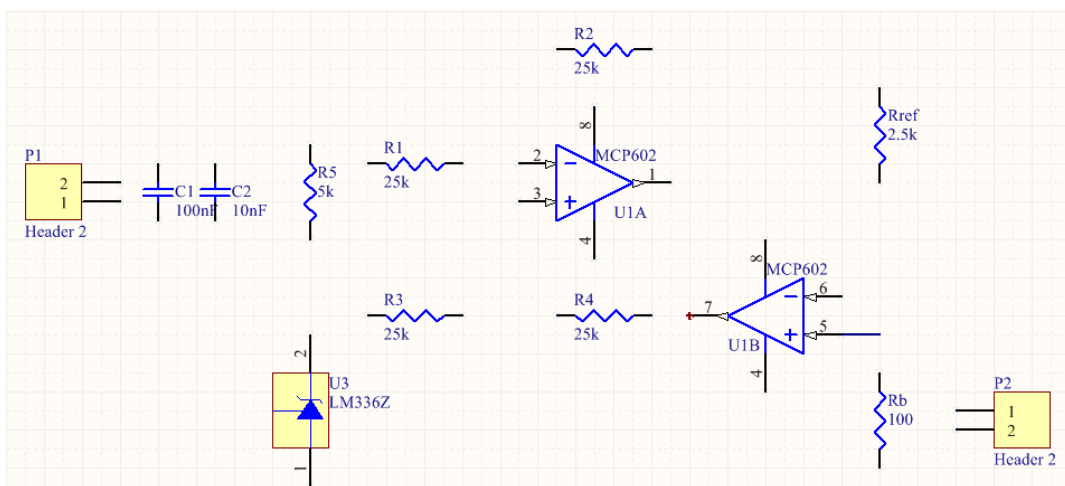 R2
25k
Rref
2.5k
P1
2
1
Header 2
C1
100nF
C2
10nF
R5
5k
R1
25k
8
MCP602
2
3
1
U1A
4
R3
25k
R4
25k
8
MCP602
7
6
5
U1B
4
2
U3
LM336Z
1
Rb
100
P2
1
2
Header 2